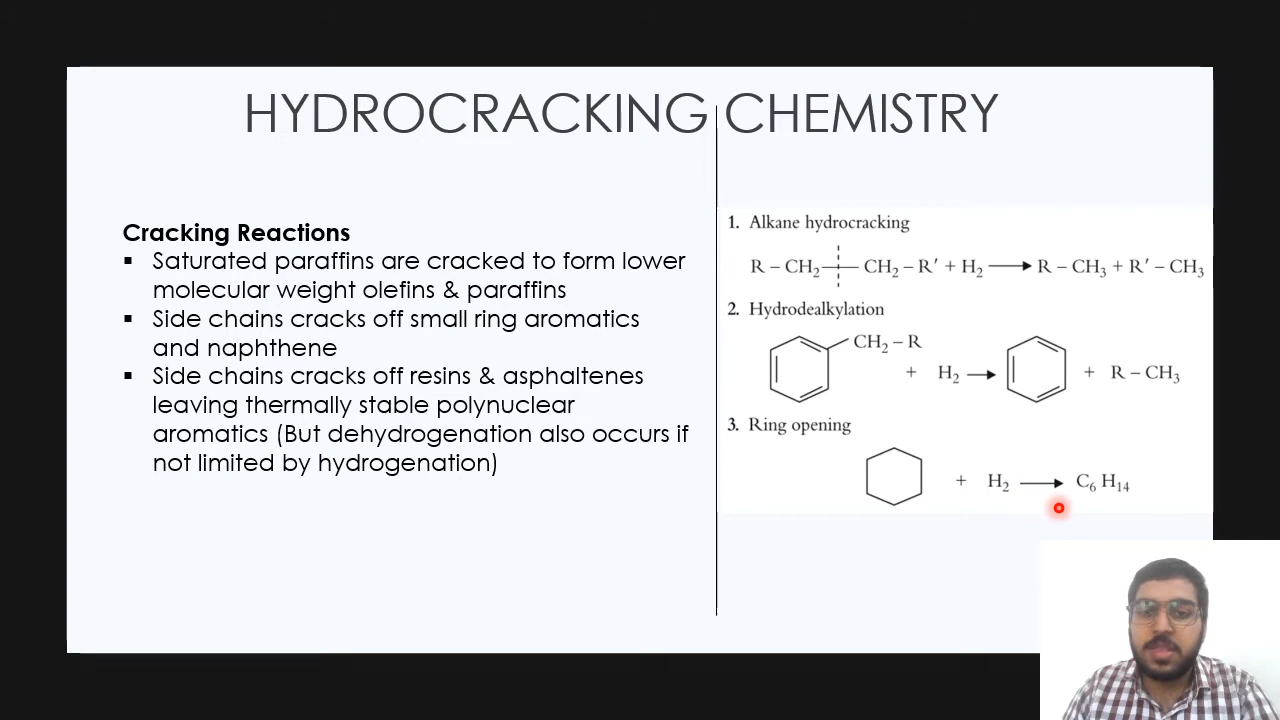 HYDROCRACKING CHEMISTRY
Cracking Reactions
▪ Saturated paraffins are cracked to form lower
molecular weight olefins & paraffins
▪ Side chains cracks off small ring aromatics
and naphthene
▪ Side chains cracks off resins & asphaltenes
leaving thermally stable polynuclear
aromatics (But dehydrogenation also occurs if
not limited by hydrogenation)
1. Alkane hydrocracking
R – CH₂ — CH₂ – R′ + H₂ ⟶ R – CH₃ + R′ – CH₃
2. Hydrodealkylation
CH₂ – R
+ H₂ ⟶ + R – CH₃
3. Ring opening
+ H₂ ⟶ C₆ H₁₄